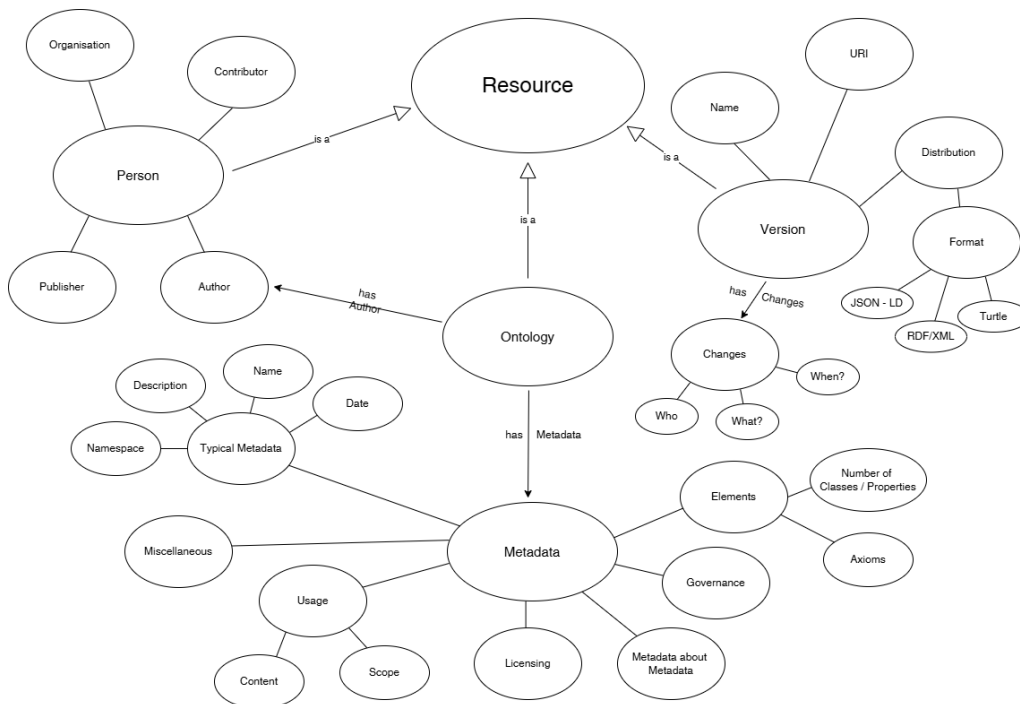 Organisation
Contributor
Resource
URI
Name
is a
is a
Distribution
Person
Version
is a
Format
Publisher
Author
has
Author
has Changes
JSON - LD
Turtle
RDF/XML
Ontology
Changes
When?
Who
What?
Description
Name
Date
Namespace
Typical Metadata
has Metadata
Elements
Number of
Classes / Properties
Miscellaneous
Metadata
Axioms
Governance
Usage
Content
Scope
Licensing
Metadata about
Metadata